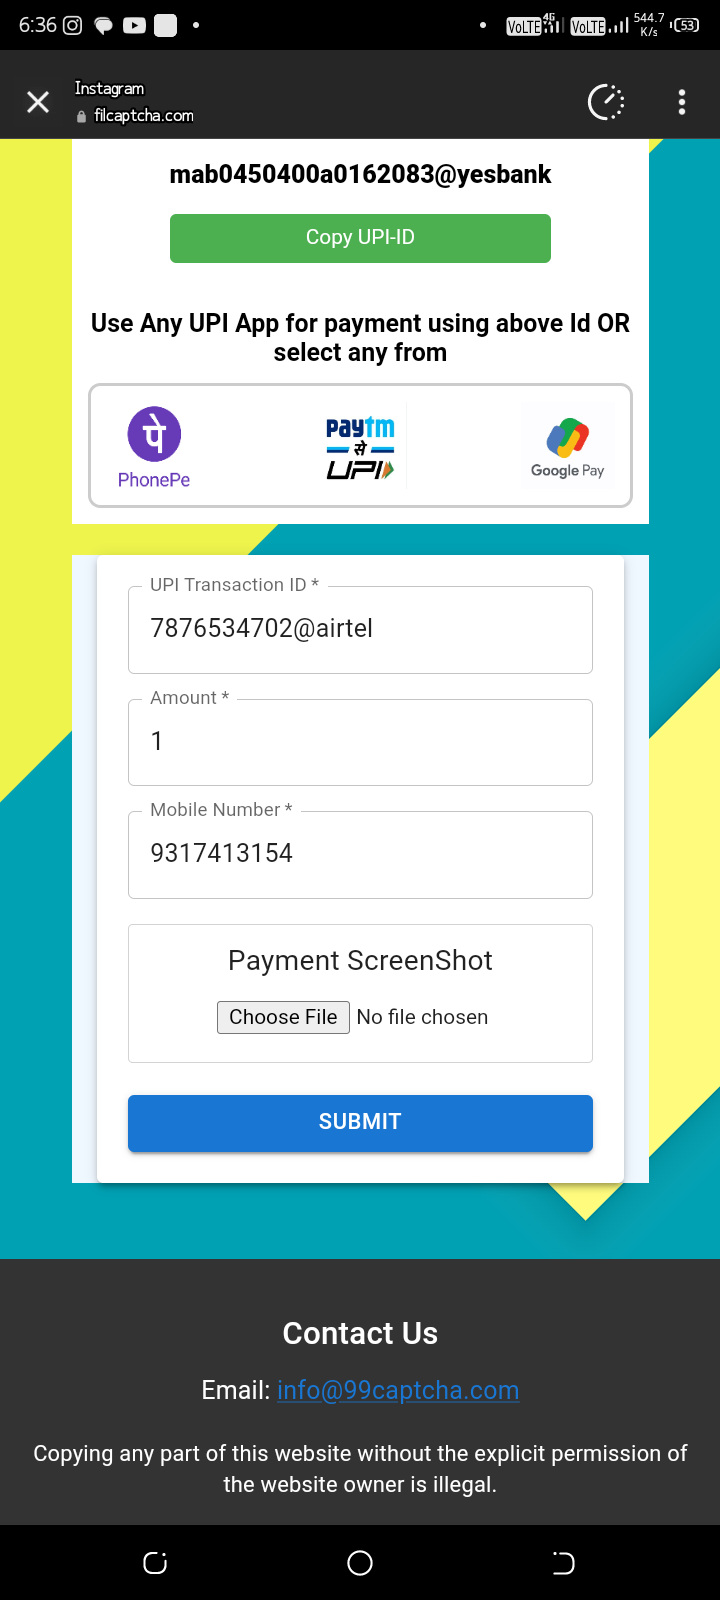 6:36
VoLTE 4G VoLTE 544.7 K/s 53
Instagram
filcaptcha.com
mab0450400a0162083@yesbank
Copy UPI-ID
Use Any UPI App for payment using above Id OR
select any from
पे
PhonePe
paytm
से
UPI
Google Pay
UPI Transaction ID *
7876534702@airtel
Amount *
1
Mobile Number *
9317413154
Payment ScreenShot
Choose File No file chosen
SUBMIT
Contact Us
Email: info@99captcha.com
Copying any part of this website without the explicit permission of
the website owner is illegal.